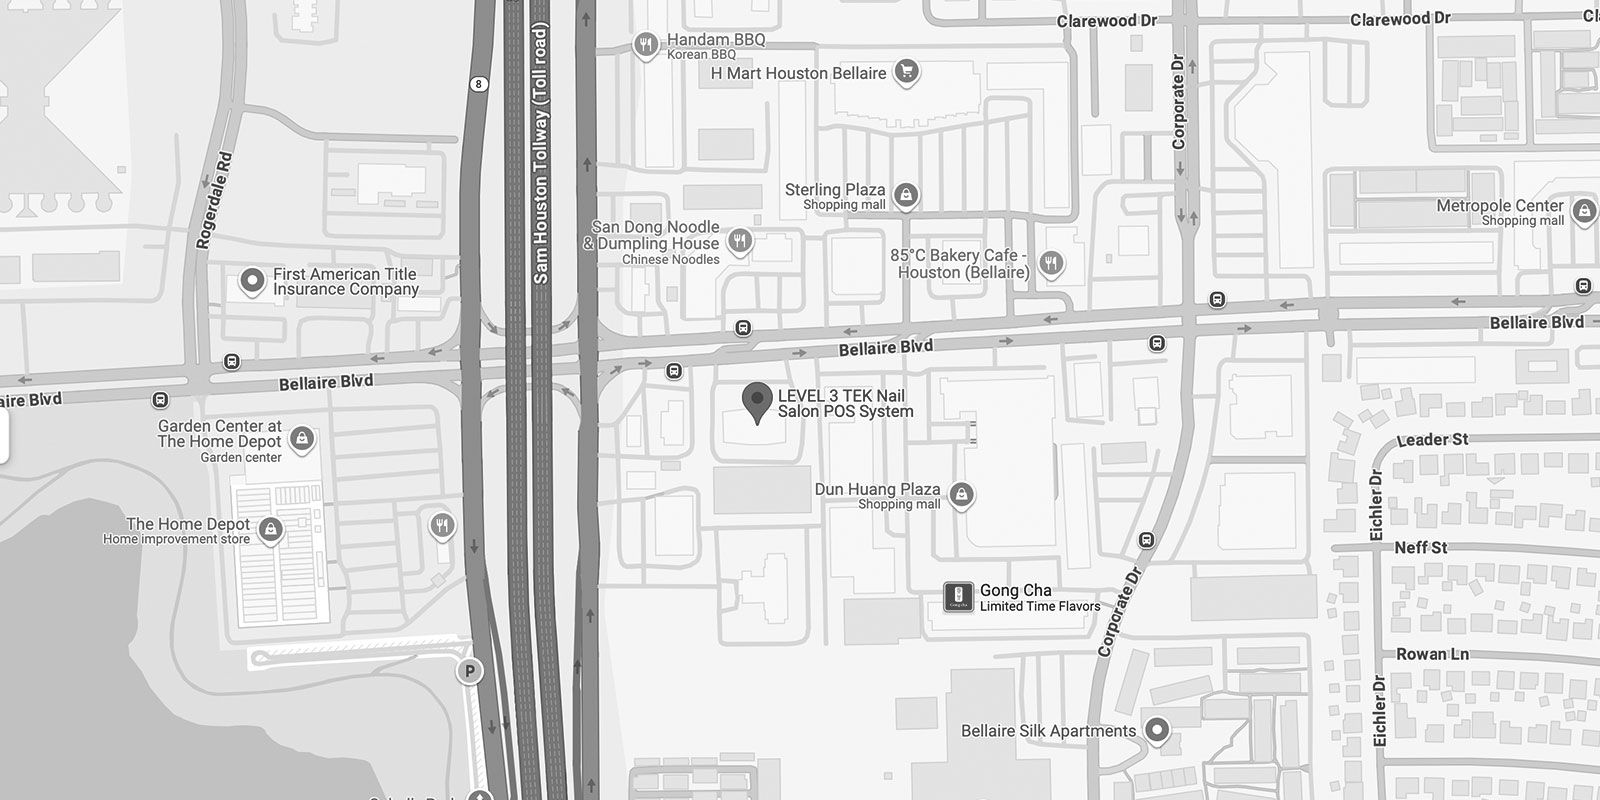 Clarewood Dr
Clarewood Dr
Handam BBQ
Korean BBQ
H Mart Houston Bellaire
8
Sam Houston Tollway (Toll road)
Corporate Dr
Rogerdale Rd
Sterling Plaza
Shopping mall
Metropole Center
Shopping mall
San Dong Noodle
& Dumpling House
Chinese Noodles
85°C Bakery Cafe -
Houston (Bellaire)
First American Title
Insurance Company
Bellaire Blvd
Bellaire Blvd
Bellaire Blvd
aire Blvd
LEVEL 3 TEK Nail
Salon POS System
Garden Center at
The Home Depot
Garden center
Leader St
Eichler Dr
Dun Huang Plaza
Shopping mall
The Home Depot
Home improvement store
Neff St
Gong Cha
Limited Time Flavors
Corporate Dr
Rowan Ln
P
Eichler Dr
Bellaire Silk Apartments